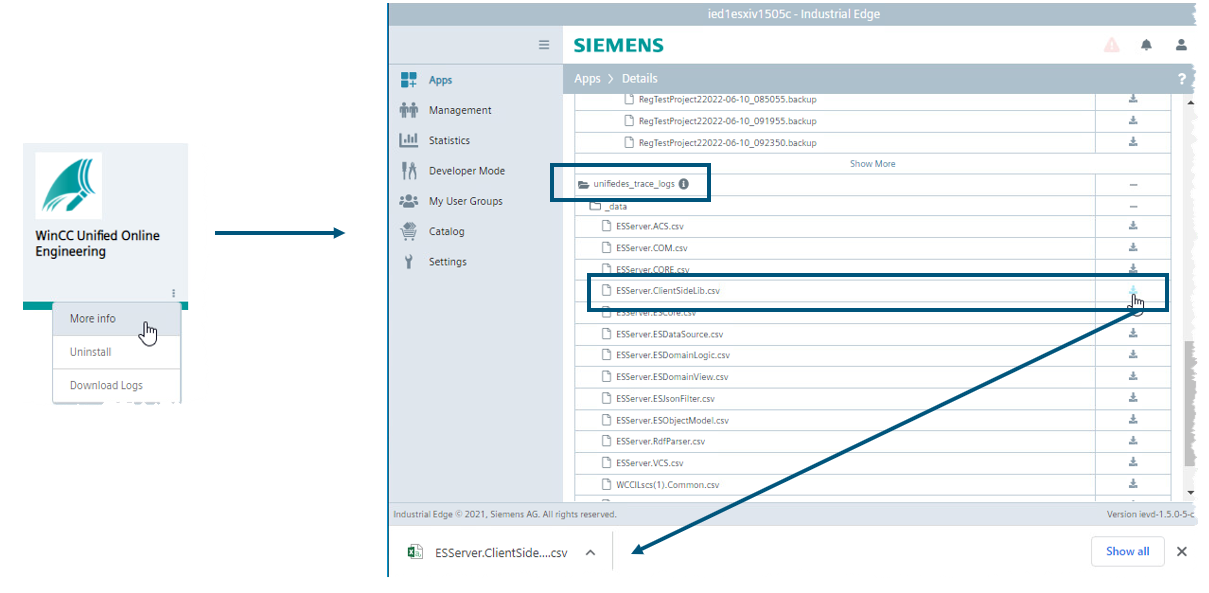 WinCC Unified Online
Engineering
More info
Uninstall
Download Logs
ied1esxiv1505c - Industrial Edge
SIEMENS
Apps
Management
Statistics
Developer Mode
My User Groups
Catalog
Settings
Apps > Details ?
RegTestProject22022-06-10_085055.backup
RegTestProject22022-06-10_091955.backup
RegTestProject22022-06-10_092350.backup
Show More
unifiedes_trace_logs
_data
ESServer.ACS.csv
ESServer.COM.csv
ESServer.CORE.csv
ESServer.ClientSideLib.csv
ESServer.ESCore.csv
ESServer.ESDataSource.csv
ESServer.ESDomainLogic.csv
ESServer.ESDomainView.csv
ESServer.ESJsonFilter.csv
ESServer.ESObjectModel.csv
ESServer.RdfParser.csv
ESServer.VCS.csv
WCCILscs(1).Common.csv
Industrial Edge © 2021, Siemens AG. All rights reserved.
Version ievd-1.5.0-5-c
ESServer.ClientSide....csv
Show all